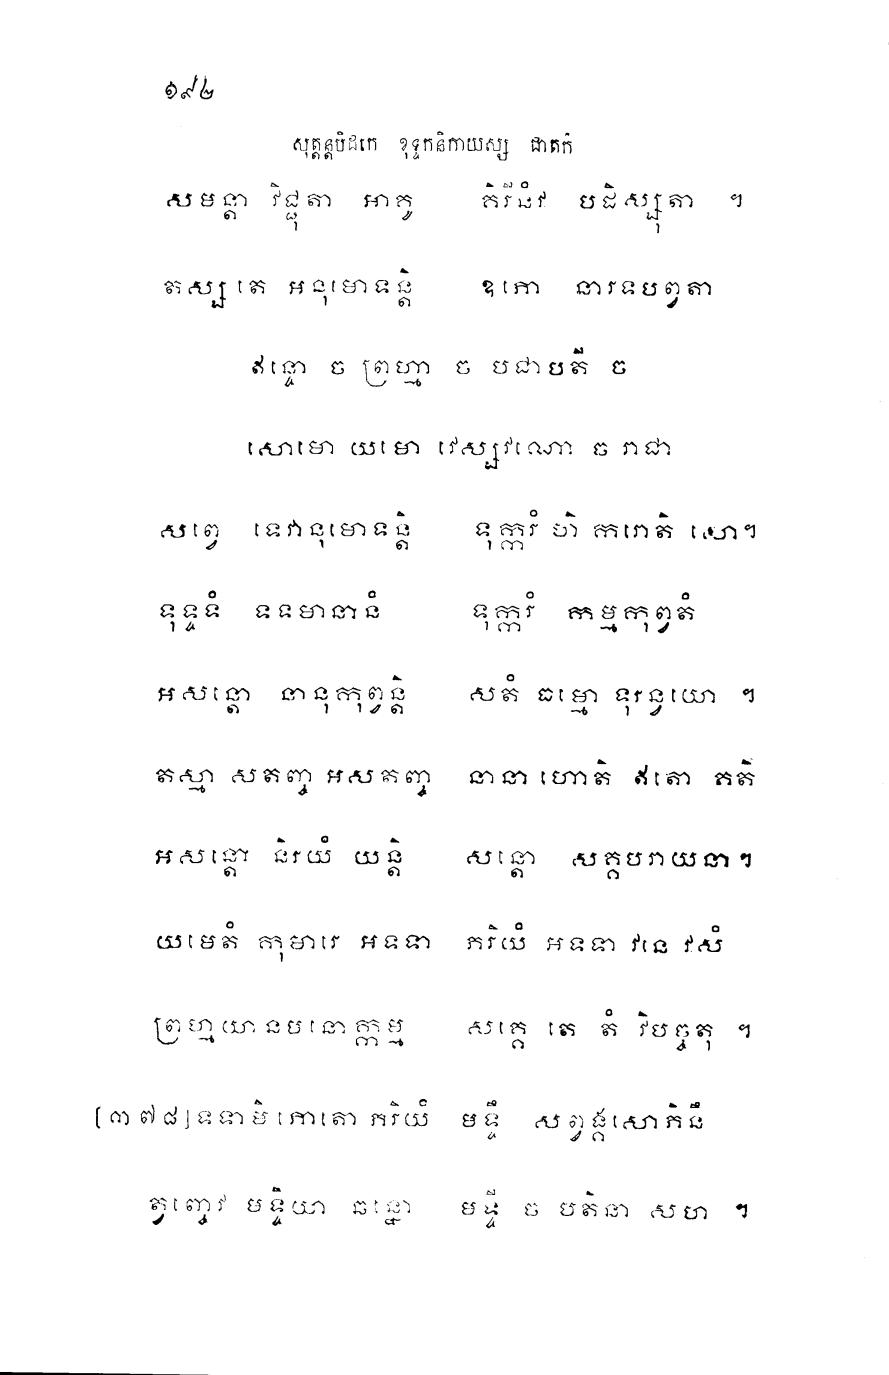 ១៩៤
សុត្តន្តបិដកេ ខុទ្ទកនិកាយស្ស ជាតកំ
សមន្តា វិជ្ជុតា អាគូ គិរីនំវ បដិស្សុតា ។
តស្ស តេ អនុមោទន្តិ ឧភោ នារទបព្វតា
ឥន្ទោ ច ព្រហ្មា ច បជាបតី ច
សោមោ យមោ វេស្សវណោ ច រាជា
សព្វេ ទេវានុមោទន្តិ ទុក្ករំ ហិ ករោតិ សោ។
ទុទ្ទទំ ទទមានានំ ទុក្ករំ កម្មកុព្វតំ
អសន្តោ នានុកុព្វន្តិ សតំ ធម្មោ ទុរន្វយោ ។
តស្មា សតញ្ច អសតញ្ច នានា ហោតិ ឥតោ គតិ
អសន្តោ និរយំ យន្តិ សន្តោ សគ្គបរាយនា។
យមេតំ កុមារេ អទទា ភរិយំ អទទា វនេ វសំ
ព្រហ្មយានបនោក្កម្ម សគ្គេ តេ តំ វិបច្ចតុ ។
[៣៧៨] ទទាមិ ភោតោ ភរិយំ មទ្ទឹ សព្វង្គសោភិនឹ
ត្វញ្ចេវ មទ្ទិយា ឆន្នោ មទ្ទី ច បតិនា សហ ។